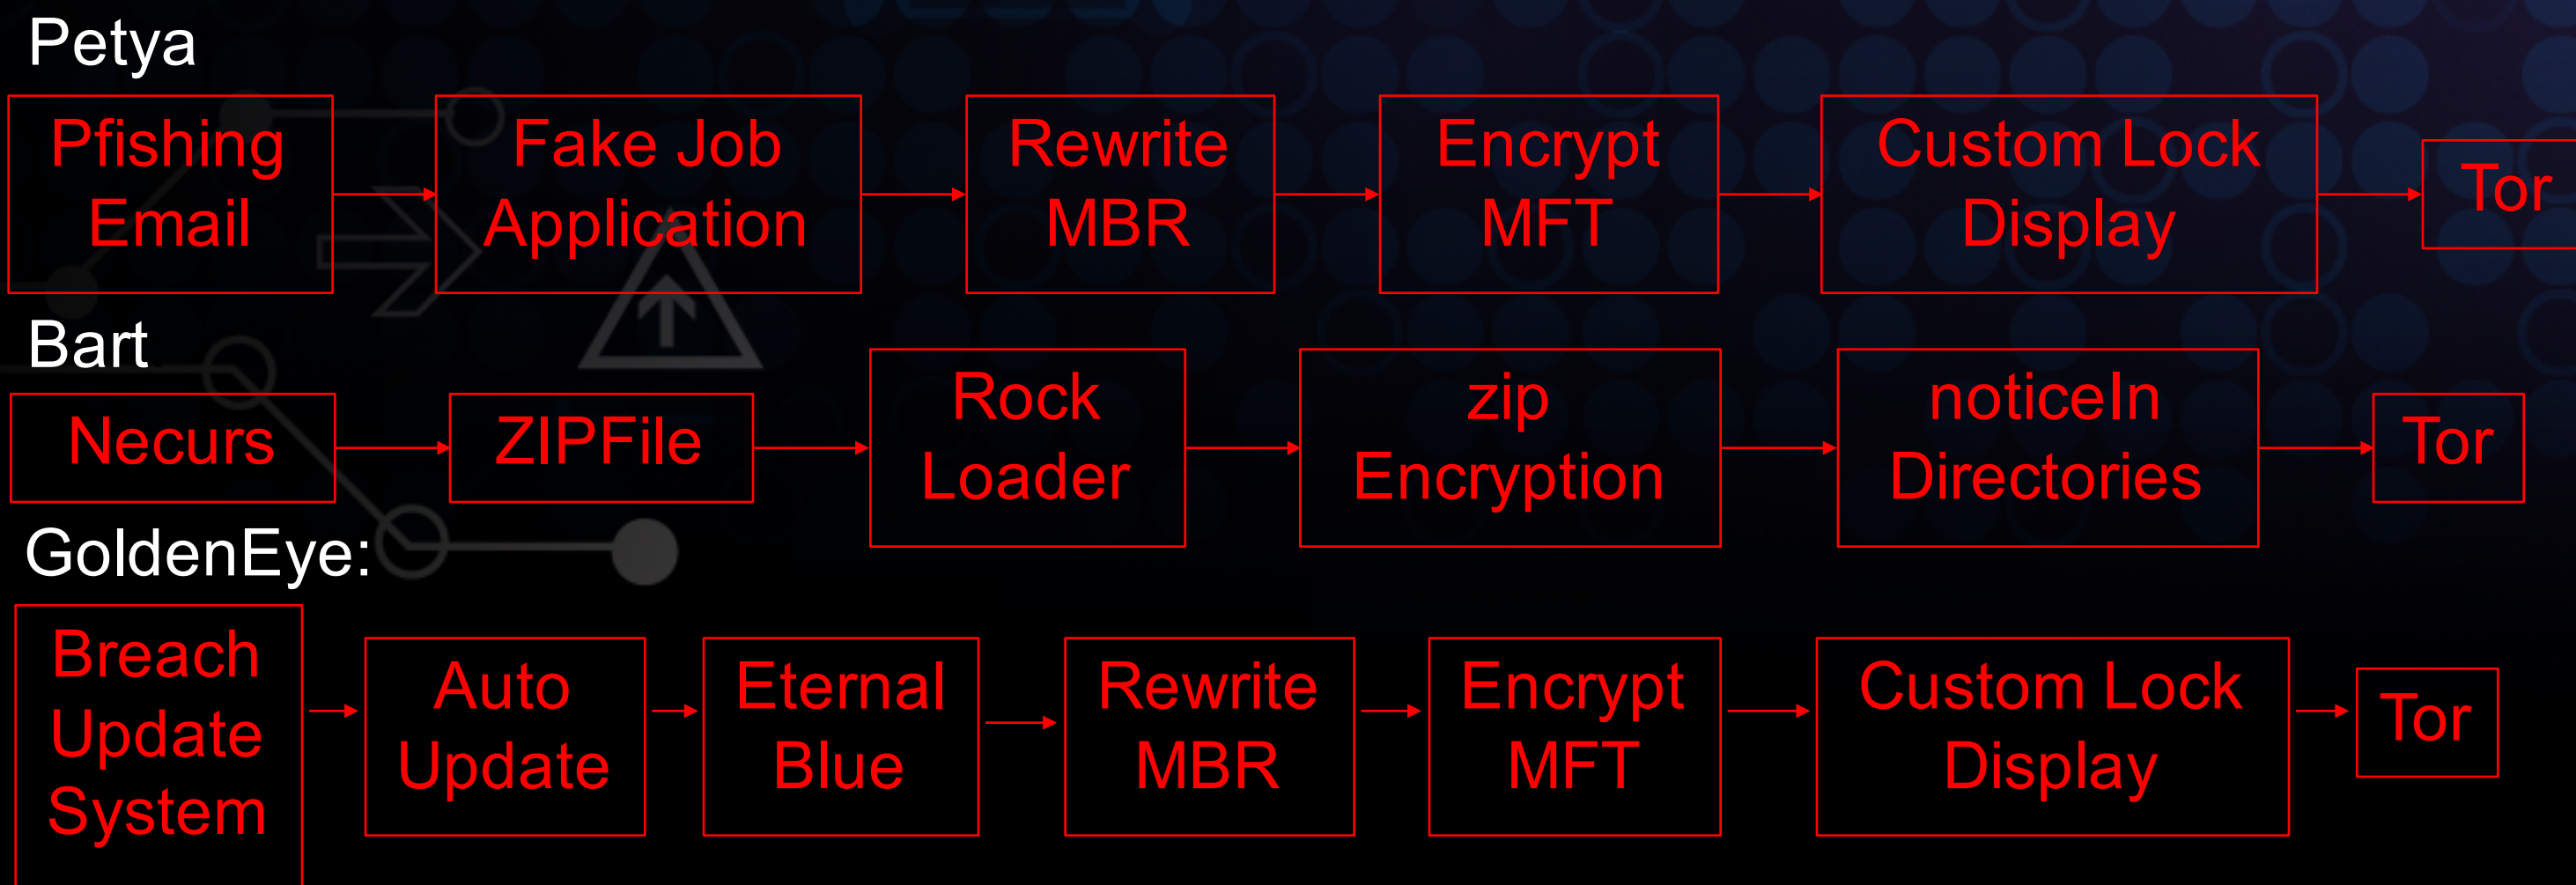 Petya
Pfishing
Email
Fake Job
Application
Rewrite
MBR
Encrypt
MFT
Custom Lock
Display
Tor
Bart
Necurs
ZIPFile
Rock
Loader
zip
Encryption
noticeIn
Directories
Tor
GoldenEye:
Breach
Update
System
Auto
Update
Eternal
Blue
Rewrite
MBR
Encrypt
MFT
Custom Lock
Display
Tor